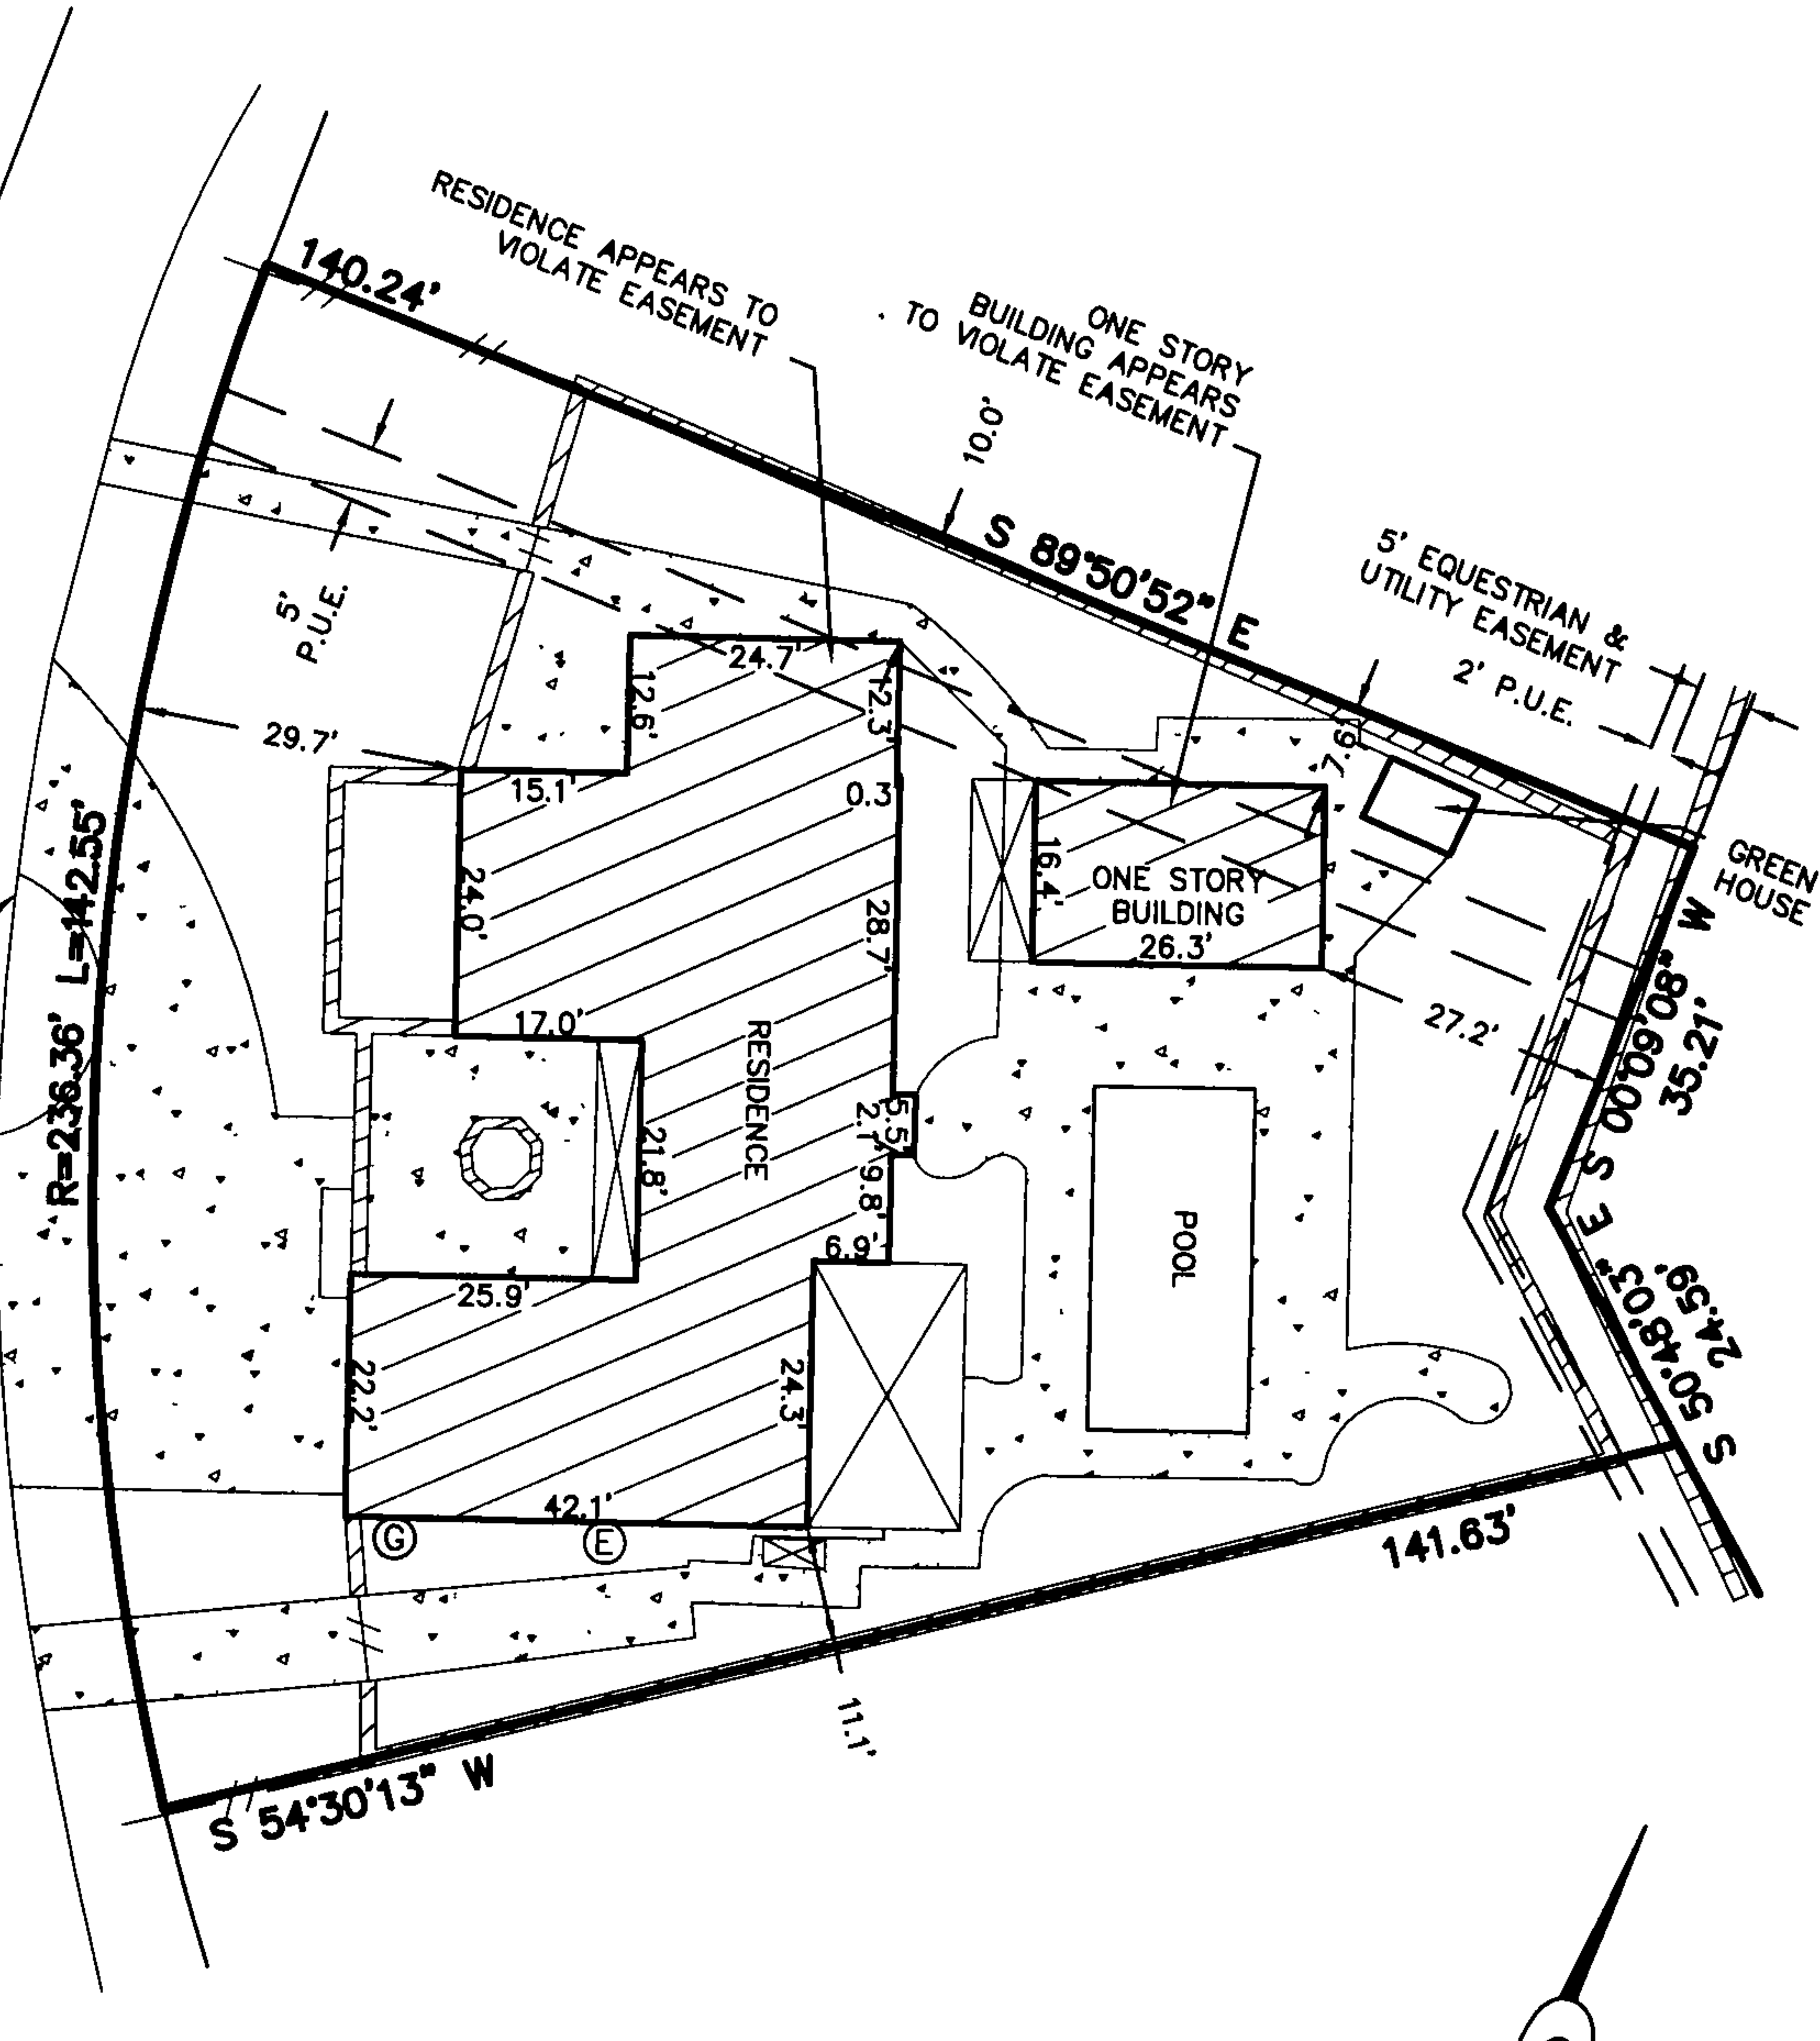 140.24'
RESIDENCE APPEARS TO
VIOLATE EASEMENT
ONE STORY
BUILDING APPEARS
TO VIOLATE EASEMENT
10.0'
S 89°50'52" E
5' EQUESTRIAN &
UTILITY EASEMENT
2' P.U.E.
5'
P.U.E.
29.7'
24.7'
12.6'
12.3'
15.1'
0.3
7.9'
16.4'
ONE STORY
BUILDING
26.3'
GREEN
HOUSE
24.0'
28.7'
27.2'
S 00°09'08" W
35.21'
R=236.36' L=142.55'
17.0'
RESIDENCE
21.8'
5.5'
2.1'
9.8'
6.9'
POOL
S 50°48'03" E
24.59'
25.9'
22.2'
24.3'
42.1'
G
E
141.63'
11.1'
S 54°30'13" W